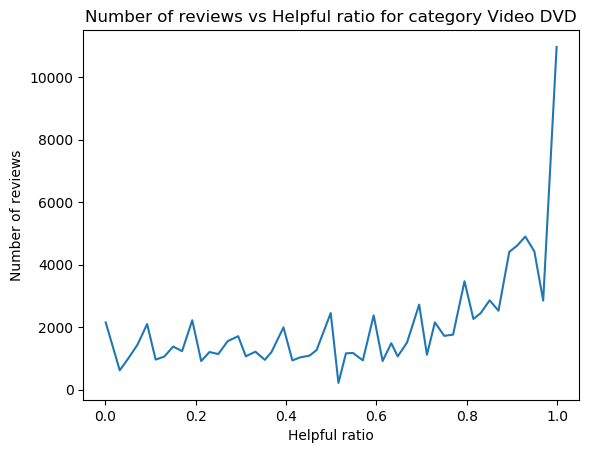 Number of reviews vs Helpful ratio for category Video DVD
10000
8000
6000
4000
2000
0
Number of reviews
0.0 0.2 0.4 0.6 0.8 1.0
Helpful ratio